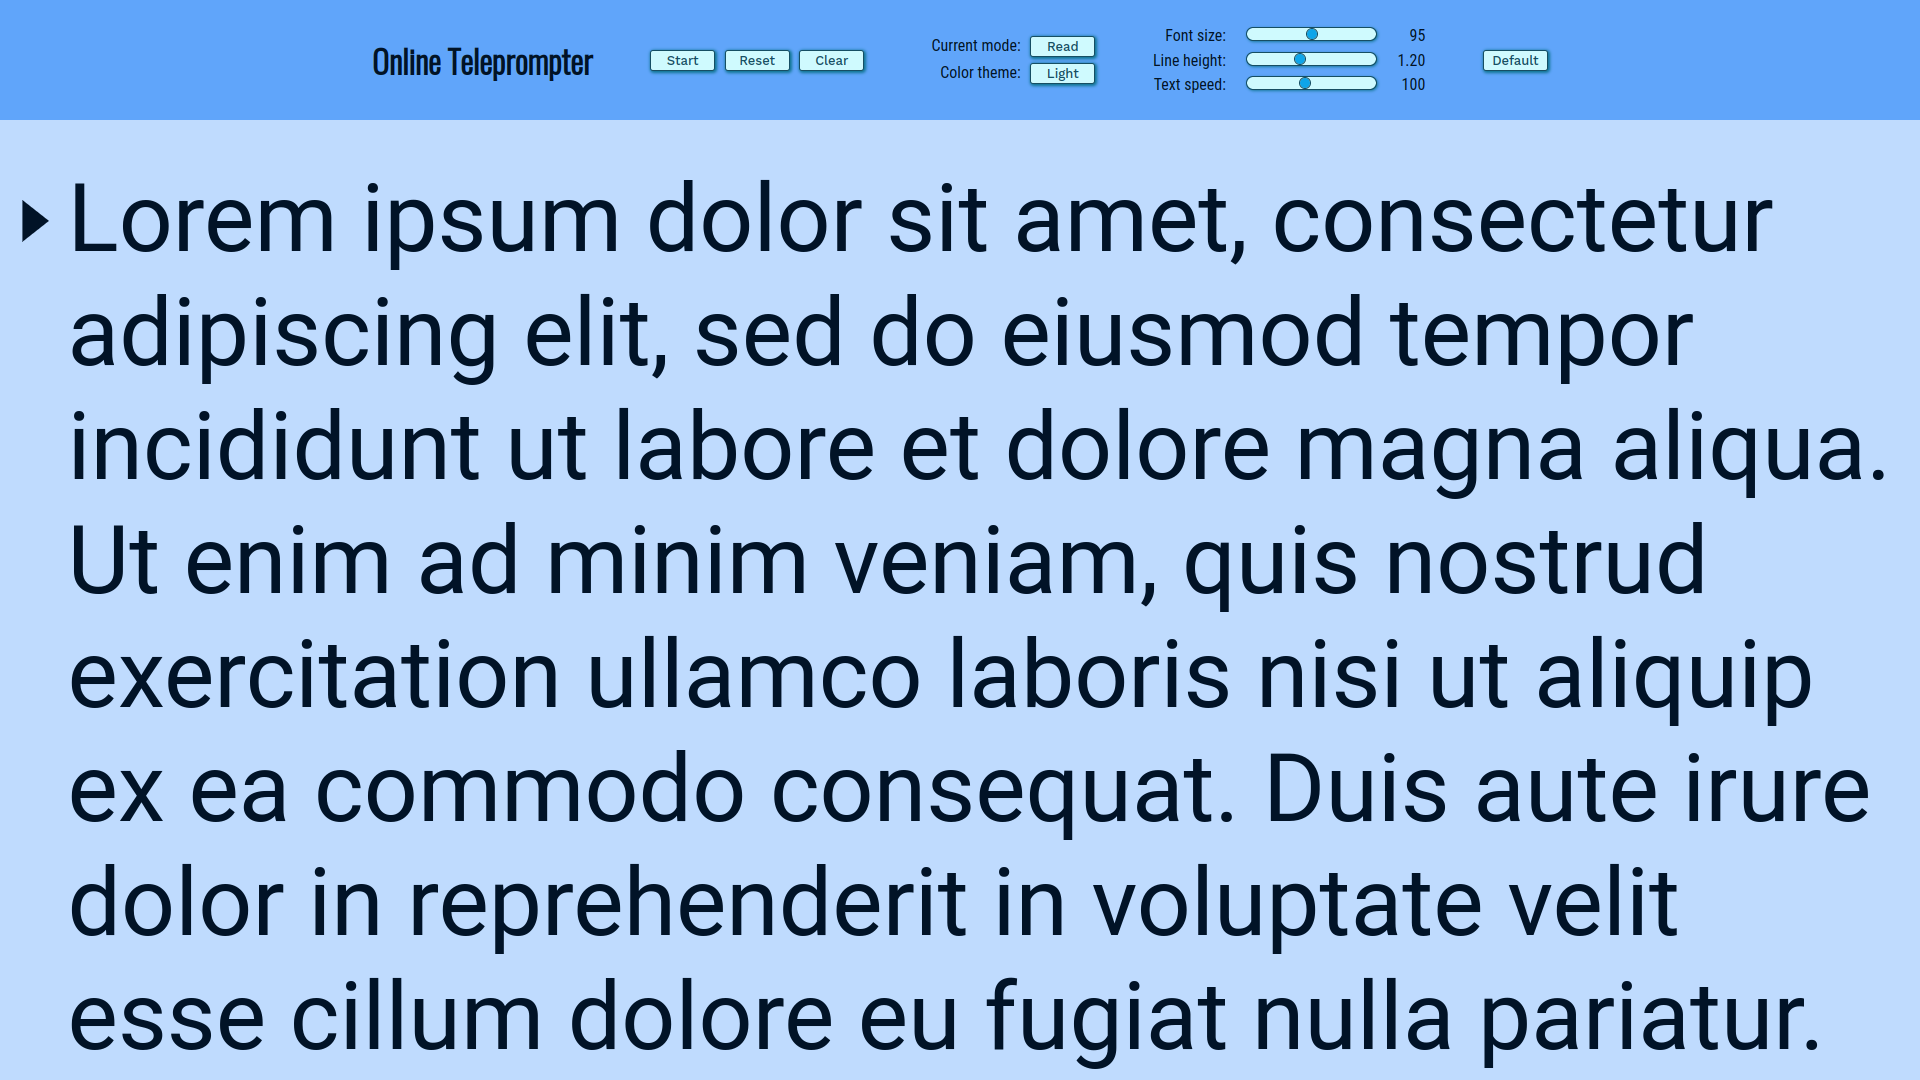 Online Teleprompter
Start
Reset
Clear
Current mode:
Read
Color theme:
Light
Font size:
95
Line height:
1.20
Text speed:
100
Default
Lorem ipsum dolor sit amet, consectetur
adipiscing elit, sed do eiusmod tempor
incididunt ut labore et dolore magna aliqua.
Ut enim ad minim veniam, quis nostrud
exercitation ullamco laboris nisi ut aliquip
ex ea commodo consequat. Duis aute irure
dolor in reprehenderit in voluptate velit
esse cillum dolore eu fugiat nulla pariatur.